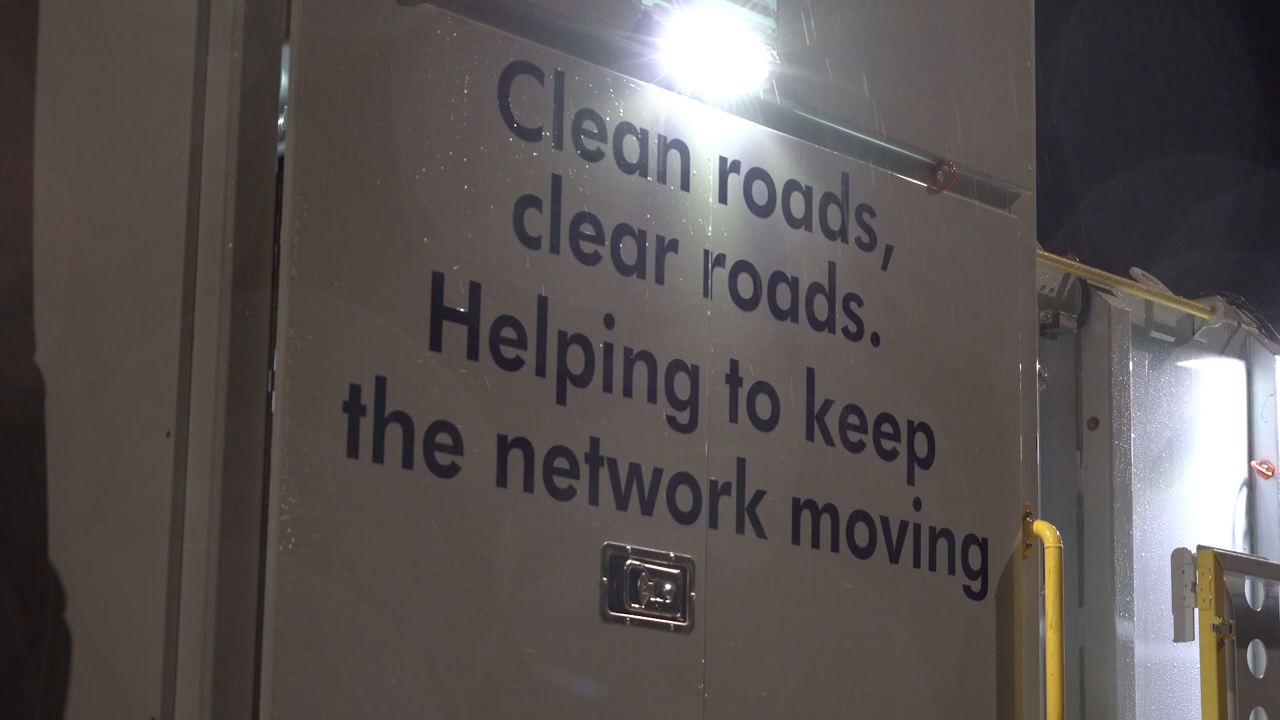 Clean roads,
clear roads.
Helping to keep
the network moving